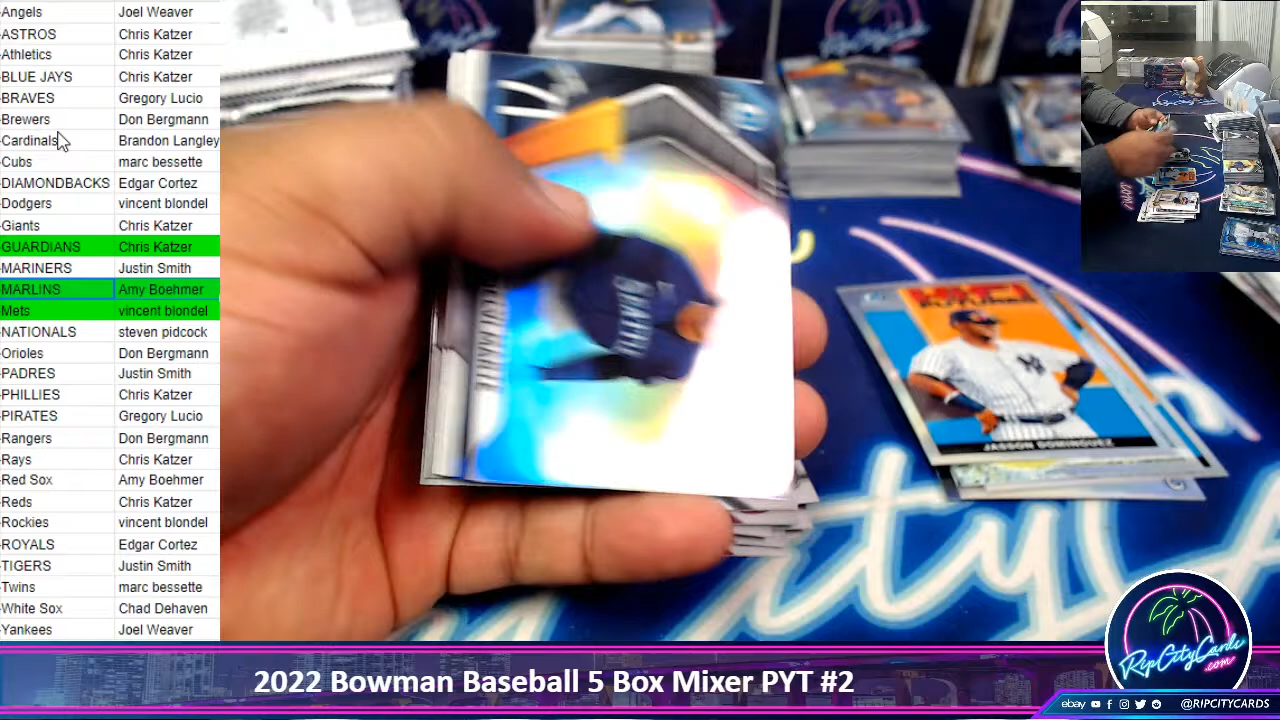 -Angels Joel Weaver
-ASTROS Chris Katzer
-Athletics Chris Katzer
-BLUE JAYS Chris Katzer
-BRAVES Gregory Lucio
-Brewers Don Bergmann
-Cardinals Brandon Langley
-Cubs marc bessette
-DIAMONDBACKS Edgar Cortez
-Dodgers vincent blondel
-Giants Chris Katzer
-GUARDIANS Chris Katzer
-MARINERS Justin Smith
-MARLINS Amy Boehmer
-Mets vincent blondel
-NATIONALS steven pidcock
-Orioles Don Bergmann
-PADRES Justin Smith
-PHILLIES Chris Katzer
-PIRATES Gregory Lucio
-Rangers Don Bergmann
-Rays Chris Katzer
-Red Sox Amy Boehmer
-Reds Chris Katzer
-Rockies vincent blondel
-ROYALS Edgar Cortez
-TIGERS Justin Smith
-Twins marc bessette
-White Sox Chad Dehaven
-Yankees Joel Weaver
JASSON DOMINGUEZ
RipCityCards
.com
2022 Bowman Baseball 5 Box Mixer PYT #2
ebay @RIPCITYCARDS